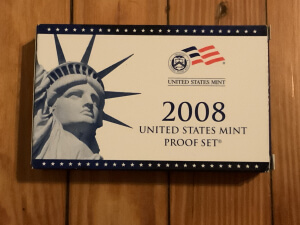 UNITED STATES MINT
2008
UNITED STATES MINT
PROOF SET®